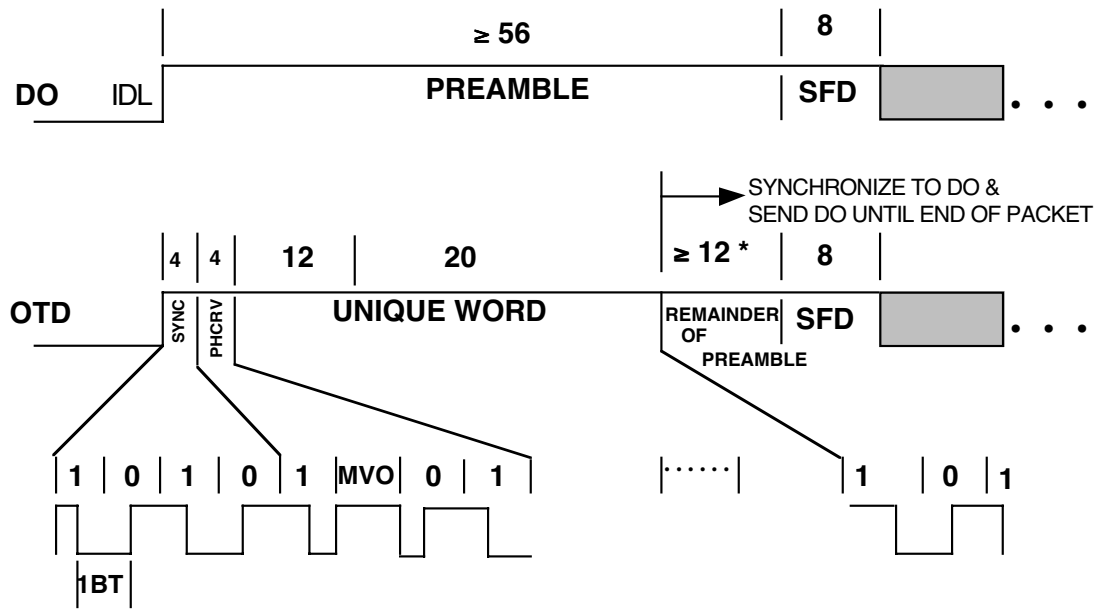 ≥ 56
8
DO
IDL
PREAMBLE
SFD
. . .
SYNCHRONIZE TO DO &
SEND DO UNTIL END OF PACKET
4
4
12
20
≥ 12 *
8
OTD
SYNC
PHCRV
UNIQUE WORD
REMAINDER
OF
PREAMBLE
SFD
. . .
1 0 1 0 1 MVO 0 1
......
1 0 1
1BT